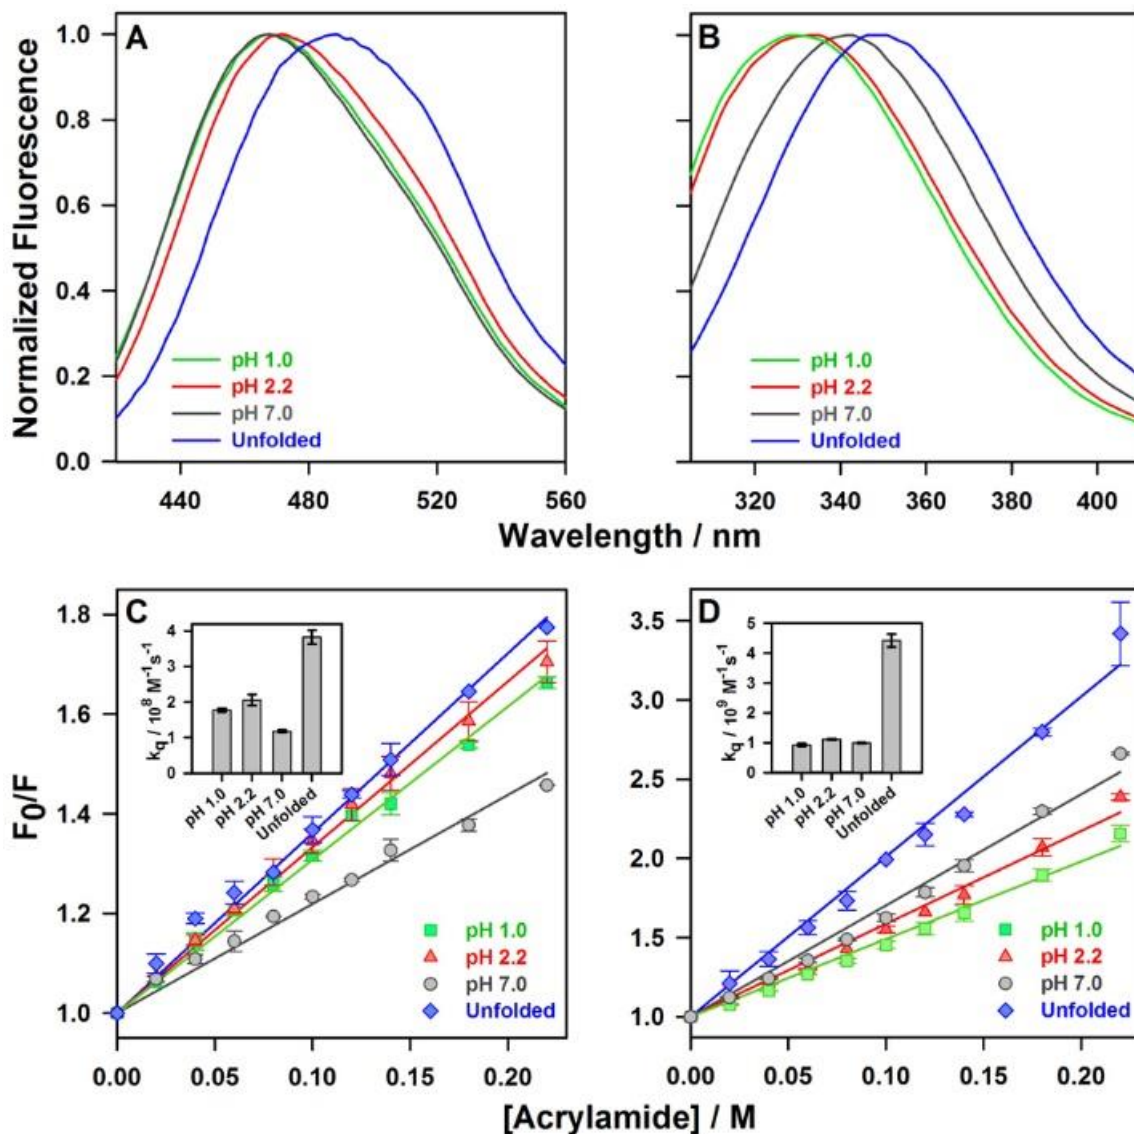 A
B
Normalized Fluorescence
1.0
0.8
0.6
0.4
0.2
0.0
pH 1.0
pH 2.2
pH 7.0
Unfolded
pH 1.0
pH 2.2
pH 7.0
Unfolded
440 480 520 560
320 340 360 380 400
Wavelength / nm
C
D
F0/F
1.8
1.6
1.4
1.2
1.0
kq / 10^8 M^-1 s^-1
4
3
2
1
0
pH 1.0
pH 2.2
pH 7.0
Unfolded
pH 1.0
pH 2.2
pH 7.0
Unfolded
0.00 0.05 0.10 0.15 0.20
3.5
3.0
2.5
2.0
1.5
1.0
kq / 10^9 M^-1 s^-1
5
4
3
2
1
0
pH 1.0
pH 2.2
pH 7.0
Unfolded
pH 1.0
pH 2.2
pH 7.0
Unfolded
0.00 0.05 0.10 0.15 0.20
[Acrylamide] / M